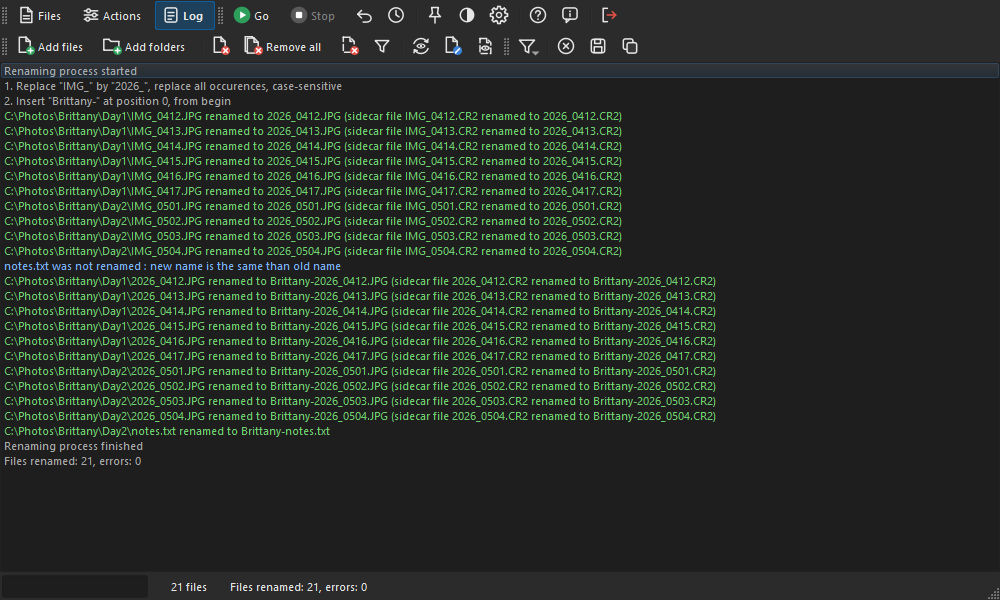 Files Actions Log Go Stop
Add files Add folders Remove all
Renaming process started
1. Replace "IMG_" by "2026_", replace all occurences, case-sensitive
2. Insert "Brittany-" at position 0, from begin
C:\Photos\Brittany\Day1\IMG_0412.JPG renamed to 2026_0412.JPG (sidecar file IMG_0412.CR2 renamed to 2026_0412.CR2)
C:\Photos\Brittany\Day1\IMG_0413.JPG renamed to 2026_0413.JPG (sidecar file IMG_0413.CR2 renamed to 2026_0413.CR2)
C:\Photos\Brittany\Day1\IMG_0414.JPG renamed to 2026_0414.JPG (sidecar file IMG_0414.CR2 renamed to 2026_0414.CR2)
C:\Photos\Brittany\Day1\IMG_0415.JPG renamed to 2026_0415.JPG (sidecar file IMG_0415.CR2 renamed to 2026_0415.CR2)
C:\Photos\Brittany\Day1\IMG_0416.JPG renamed to 2026_0416.JPG (sidecar file IMG_0416.CR2 renamed to 2026_0416.CR2)
C:\Photos\Brittany\Day1\IMG_0417.JPG renamed to 2026_0417.JPG (sidecar file IMG_0417.CR2 renamed to 2026_0417.CR2)
C:\Photos\Brittany\Day2\IMG_0501.JPG renamed to 2026_0501.JPG (sidecar file IMG_0501.CR2 renamed to 2026_0501.CR2)
C:\Photos\Brittany\Day2\IMG_0502.JPG renamed to 2026_0502.JPG (sidecar file IMG_0502.CR2 renamed to 2026_0502.CR2)
C:\Photos\Brittany\Day2\IMG_0503.JPG renamed to 2026_0503.JPG (sidecar file IMG_0503.CR2 renamed to 2026_0503.CR2)
C:\Photos\Brittany\Day2\IMG_0504.JPG renamed to 2026_0504.JPG (sidecar file IMG_0504.CR2 renamed to 2026_0504.CR2)
notes.txt was not renamed : new name is the same than old name
C:\Photos\Brittany\Day1\2026_0412.JPG renamed to Brittany-2026_0412.JPG (sidecar file 2026_0412.CR2 renamed to Brittany-2026_0412.CR2)
C:\Photos\Brittany\Day1\2026_0413.JPG renamed to Brittany-2026_0413.JPG (sidecar file 2026_0413.CR2 renamed to Brittany-2026_0413.CR2)
C:\Photos\Brittany\Day1\2026_0414.JPG renamed to Brittany-2026_0414.JPG (sidecar file 2026_0414.CR2 renamed to Brittany-2026_0414.CR2)
C:\Photos\Brittany\Day1\2026_0415.JPG renamed to Brittany-2026_0415.JPG (sidecar file 2026_0415.CR2 renamed to Brittany-2026_0415.CR2)
C:\Photos\Brittany\Day1\2026_0416.JPG renamed to Brittany-2026_0416.JPG (sidecar file 2026_0416.CR2 renamed to Brittany-2026_0416.CR2)
C:\Photos\Brittany\Day1\2026_0417.JPG renamed to Brittany-2026_0417.JPG (sidecar file 2026_0417.CR2 renamed to Brittany-2026_0417.CR2)
C:\Photos\Brittany\Day2\2026_0501.JPG renamed to Brittany-2026_0501.JPG (sidecar file 2026_0501.CR2 renamed to Brittany-2026_0501.CR2)
C:\Photos\Brittany\Day2\2026_0502.JPG renamed to Brittany-2026_0502.JPG (sidecar file 2026_0502.CR2 renamed to Brittany-2026_0502.CR2)
C:\Photos\Brittany\Day2\2026_0503.JPG renamed to Brittany-2026_0503.JPG (sidecar file 2026_0503.CR2 renamed to Brittany-2026_0503.CR2)
C:\Photos\Brittany\Day2\2026_0504.JPG renamed to Brittany-2026_0504.JPG (sidecar file 2026_0504.CR2 renamed to Brittany-2026_0504.CR2)
C:\Photos\Brittany\Day2\notes.txt renamed to Brittany-notes.txt
Renaming process finished
Files renamed: 21, errors: 0
21 files Files renamed: 21, errors: 0